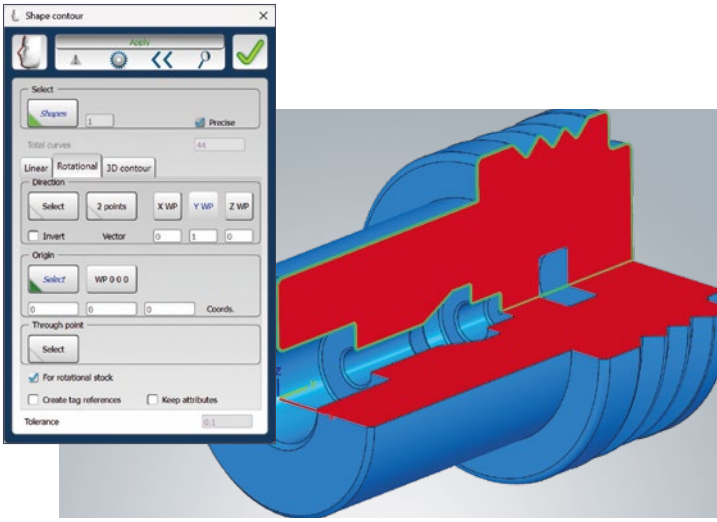 Shape contour
Apply
Select
Shapes 1 Precise
Total curves 44
Linear Rotational 3D contour
Direction
Select 2 points X WP Y WP Z WP
Invert Vector 0 1 0
Origin
Select WP 0 0 0
0 0 0 Coords.
Through point
Select
For rotational stock
Create tag references Keep attributes
Tolerance 0.1
Z